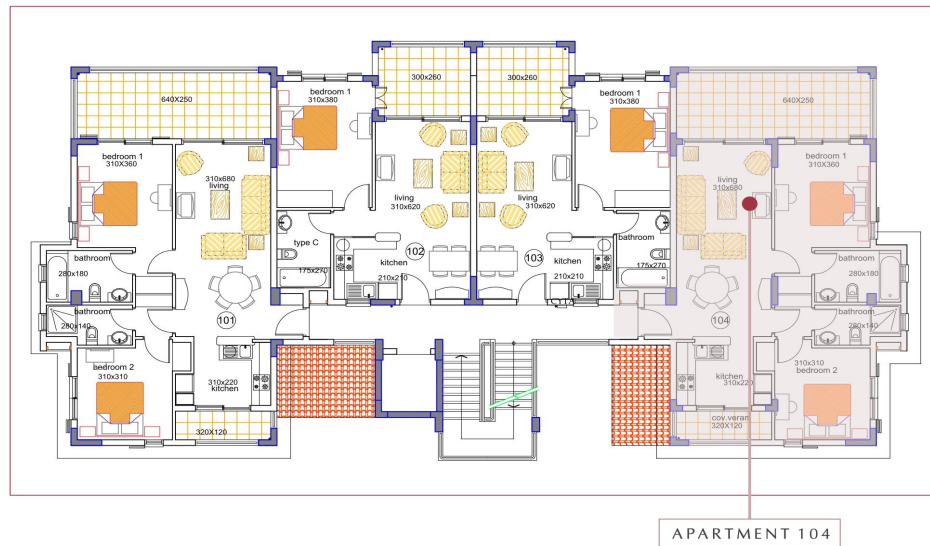 300x260
300x260
bedroom 1
310x380
bedroom 1
310x380
640X250
640X250
bedroom 1
310X360
310x680
living
living
310x620
living
310x620
living
310x680
bedroom 1
310X360
type C
175x270
102
kitchen
210x210
103
kitchen
210x210
bathroom
175x270
bathroom
280x180
bathroom
280x180
bathroom
280x140
101
104
bathroom
280x140
bedroom 2
310x310
310x220
kitchen
kitchen
310x220
310x310
bedroom 2
320X120
cov.veran
320X120
APARTMENT 104